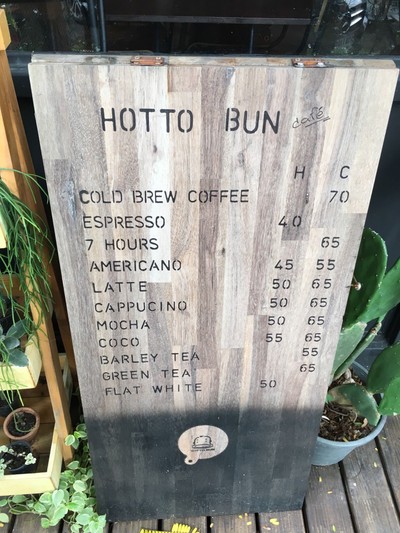 HOTTO BUN café
H C
COLD BREW COFFEE 70
ESPRESSO 40
7 HOURS 65
AMERICANO 45 55
LATTE 50 65
CAPPUCINO 50 65
MOCHA 50 65
COCO 55 65
BARLEY TEA 55
GREEN TEA 65
FLAT WHITE 50